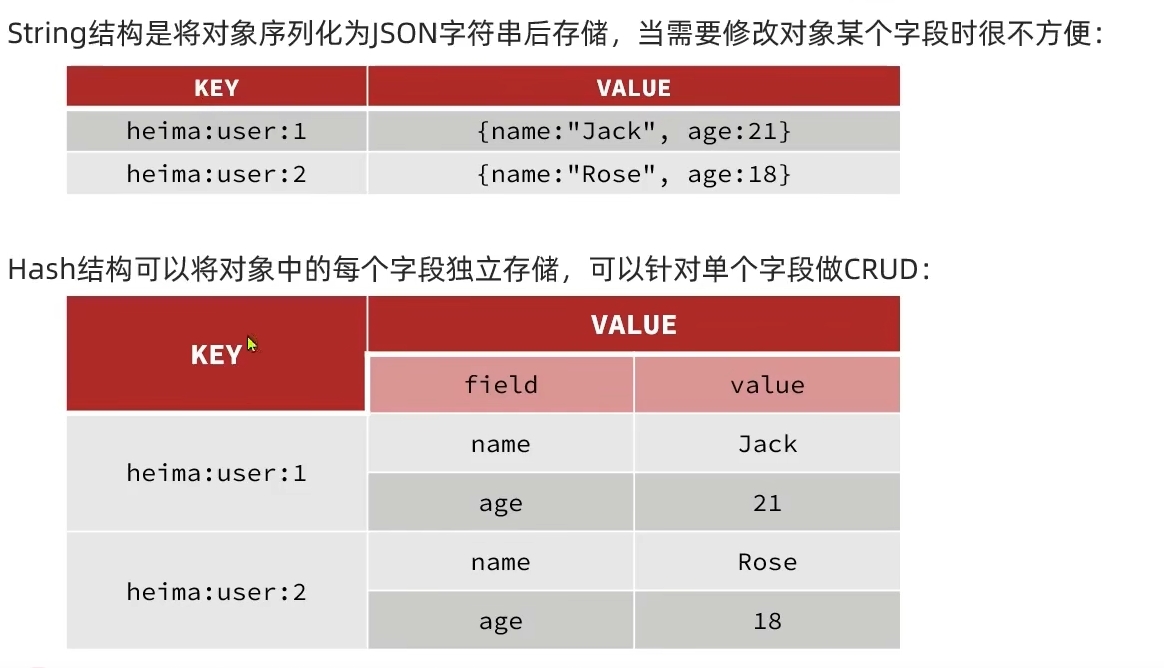 String结构是将对象序列化为JSON字符串后存储，当需要修改对象某个字段时很不方便：
KEY VALUE
heima:user:1 {name:"Jack", age:21}
heima:user:2 {name:"Rose", age:18}
Hash结构可以将对象中的每个字段独立存储，可以针对单个字段做CRUD：
KEY VALUE
field value
heima:user:1 name Jack
age 21
heima:user:2 name Rose
age 18